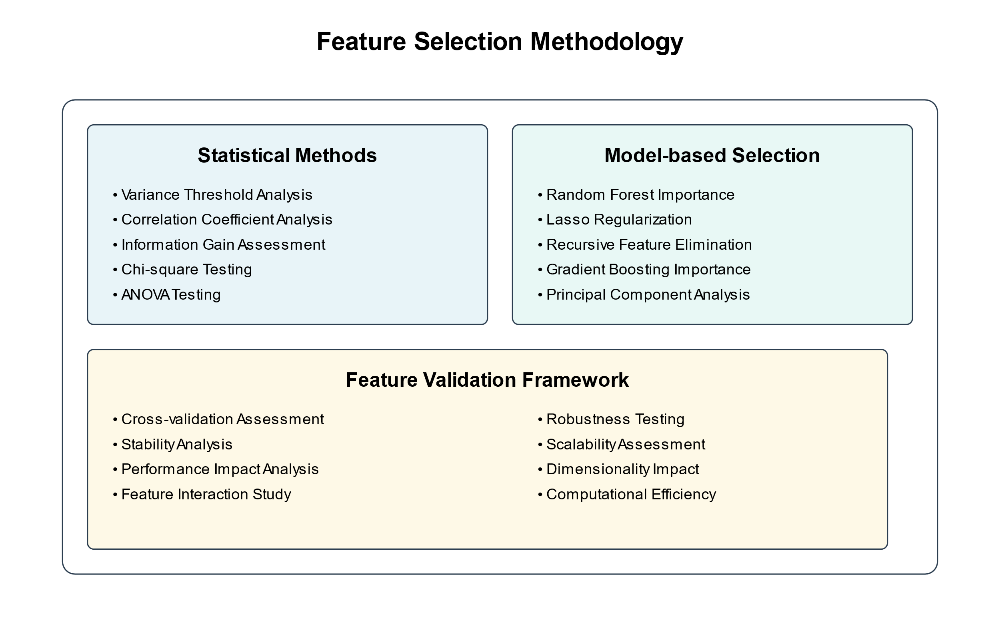 Feature Selection Methodology
Statistical Methods
• Variance Threshold Analysis
• Correlation Coefficient Analysis
• Information Gain Assessment
• Chi-square Testing
• ANOVA Testing
Model-based Selection
• Random Forest Importance
• Lasso Regularization
• Recursive Feature Elimination
• Gradient Boosting Importance
• Principal Component Analysis
Feature Validation Framework
• Cross-validation Assessment
• Stability Analysis
• Performance Impact Analysis
• Feature Interaction Study
• Robustness Testing
• Scalability Assessment
• Dimensionality Impact
• Computational Efficiency